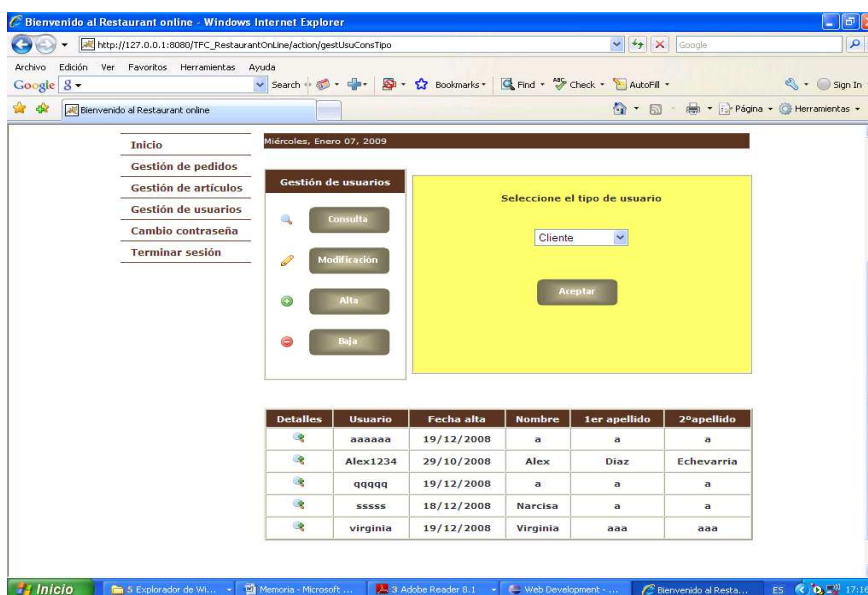 Bienvenido al Restaurant online - Windows Internet Explorer
http://127.0.0.1:8080/TFC_RestaurantOnLine/action/gestUsuConsTipo
Google
Archivo Edición Ver Favoritos Herramientas Ayuda
Google Search Bookmarks Find Check AutoFill Sign In
Bienvenido al Restaurant online Página Herramientas
Inicio
Gestión de pedidos
Gestión de artículos
Gestión de usuarios
Cambio contraseña
Terminar sesión
Miércoles, Enero 07, 2009
Gestión de usuarios
Consulta
Modificación
Alta
Baja
Seleccione el tipo de usuario
Cliente
Aceptar
Detalles Usuario Fecha alta Nombre 1er apellido 2ºapellido
aaaaaa 19/12/2008 a a a
Alex1234 29/10/2008 Alex Diaz Echevarria
qqqqq 19/12/2008 a a a
sssss 18/12/2008 Narcisa a a
virginia 19/12/2008 Virginia aaa aaa
Inicio 5 Explorador de Wi... Memoria - Microsoft ... 3 Adobe Reader 8.1 Web Development - ... Bienvenido al Resta... ES